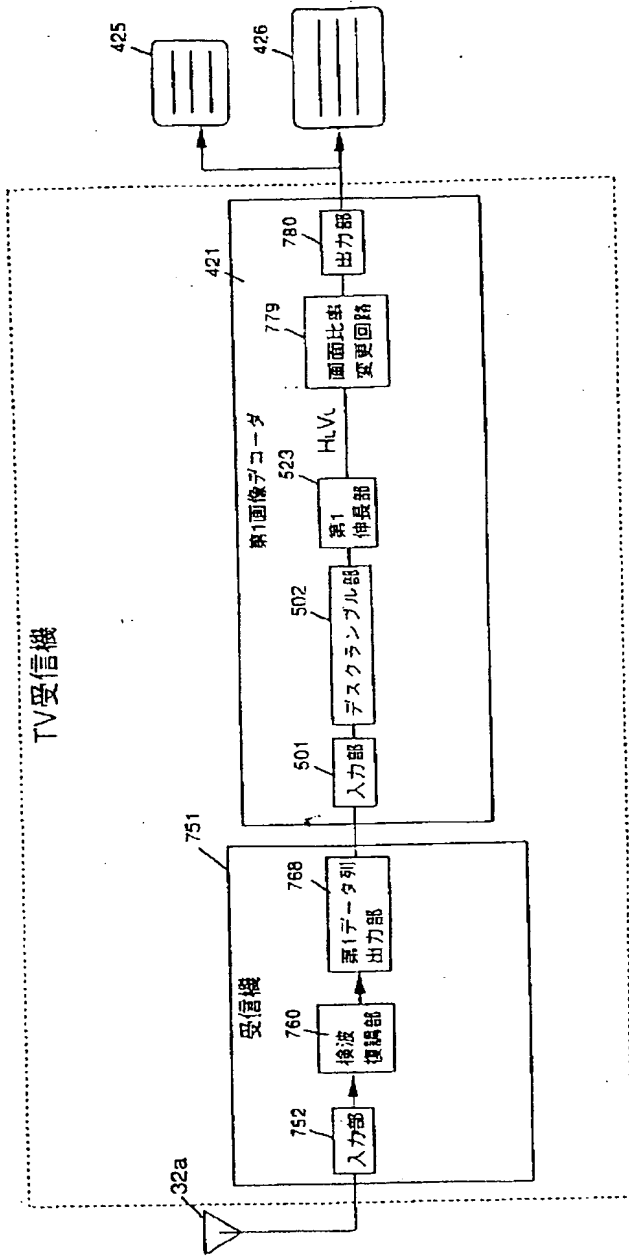 TV受信機
32a
751
受信機
752
入力部
760
検波
復調部
768
第1データ列
出力部
421
第1画像デコーダ
501
入力部
502
デスクランブル部
523
第1
伸長部
HLVL
779
画面比率
変更回路
780
出力部
425
426